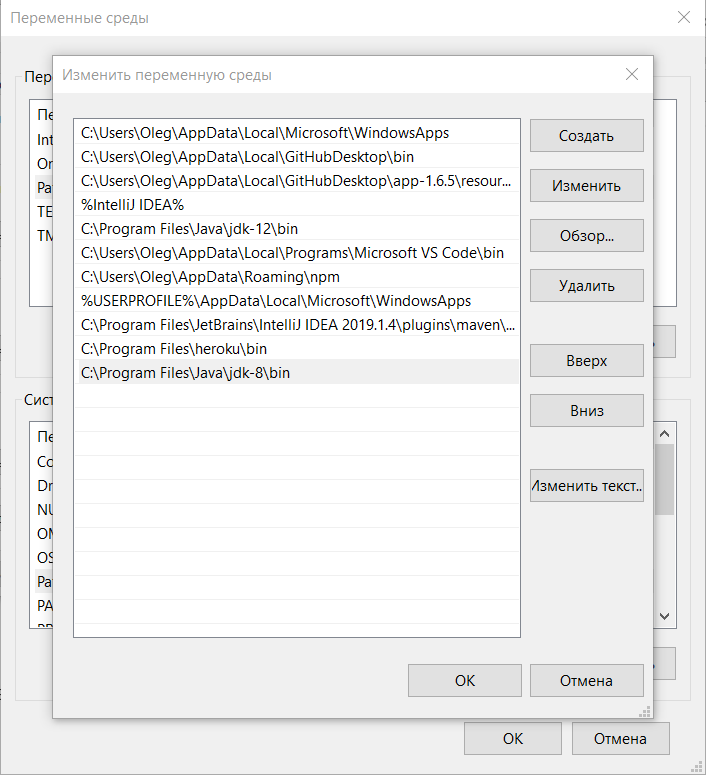 Переменные среды
Изменить переменную среды
C:\Users\Oleg\AppData\Local\Microsoft\WindowsApps
C:\Users\Oleg\AppData\Local\GitHubDesktop\bin
C:\Users\Oleg\AppData\Local\GitHubDesktop\app-1.6.5\resour...
%IntelliJ IDEA%
C:\Program Files\Java\jdk-12\bin
C:\Users\Oleg\AppData\Local\Programs\Microsoft VS Code\bin
C:\Users\Oleg\AppData\Roaming\npm
%USERPROFILE%\AppData\Local\Microsoft\WindowsApps
C:\Program Files\JetBrains\IntelliJ IDEA 2019.1.4\plugins\maven\...
C:\Program Files\heroku\bin
C:\Program Files\Java\jdk-8\bin
Создать
Изменить
Обзор...
Удалить
Вверх
Вниз
Изменить текст..
OK
Отмена
Пер
Пе
Int
On
Pa
TE
TM
Сист
Пе
Co
Dr
NU
OM
OS
Pa
PA
OK
Отмена